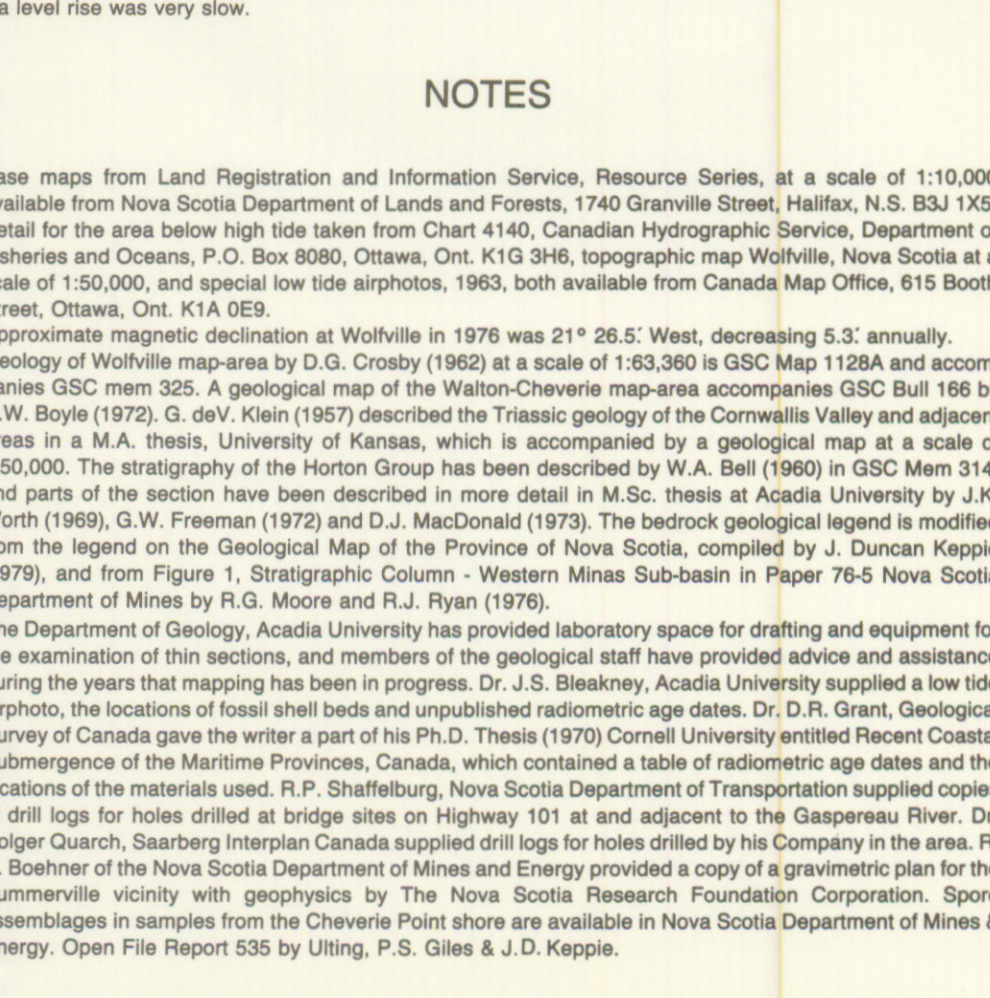 a level rise was very slow.
NOTES
ase maps from Land Registration and Information Service, Resource Series, at a scale of 1:10,000
vailable from Nova Scotia Department of Lands and Forests, 1740 Granville Street, Halifax, N.S. B3J 1X5
etail for the area below high tide taken from Chart 4140, Canadian Hydrographic Service, Department o
sheries and Oceans, P.O. Box 8080, Ottawa, Ont. K1G 3H6, topographic map Wolfville, Nova Scotia at a
cale of 1:50,000, and special low tide airphotos, 1963, both available from Canada Map Office, 615 Booth
treet, Ottawa, Ont. K1A 0E9.
pproximate magnetic declination at Wolfville in 1976 was 21° 26.5.' West, decreasing 5.3.' annually.
eology of Wolfville map-area by D.G. Crosby (1962) at a scale of 1:63,360 is GSC Map 1128A and accom
anies GSC mem 325. A geological map of the Walton-Cheverie map-area accompanies GSC Bull 166 b
.W. Boyle (1972). G. deV. Klein (1957) described the Triassic geology of the Cornwallis Valley and adjacen
reas in a M.A. thesis, University of Kansas, which is accompanied by a geological map at a scale o
50,000. The stratigraphy of the Horton Group has been described by W.A. Bell (1960) in GSC Mem 314
nd parts of the section have been described in more detail in M.Sc. thesis at Acadia University by J.K
orth (1969), G.W. Freeman (1972) and D.J. MacDonald (1973). The bedrock geological legend is modified
om the legend on the Geological Map of the Province of Nova Scotia, compiled by J. Duncan Keppie
979), and from Figure 1, Stratigraphic Column - Western Minas Sub-basin in Paper 76-5 Nova Scotia
epartment of Mines by R.G. Moore and R.J. Ryan (1976).
he Department of Geology, Acadia University has provided laboratory space for drafting and equipment fo
e examination of thin sections, and members of the geological staff have provided advice and assistance
uring the years that mapping has been in progress. Dr. J.S. Bleakney, Acadia University supplied a low tide
rphoto, the locations of fossil shell beds and unpublished radiometric age dates. Dr. D.R. Grant, Geologica
urvey of Canada gave the writer a part of his Ph.D. Thesis (1970) Cornell University entitled Recent Coasta
ubmergence of the Maritime Provinces, Canada, which contained a table of radiometric age dates and the
cations of the materials used. R.P. Shaffelburg, Nova Scotia Department of Transportation supplied copies
drill logs for holes drilled at bridge sites on Highway 101 at and adjacent to the Gaspereau River. Dr
olger Quarch, Saarberg Interplan Canada supplied drill logs for holes drilled by his Company in the area. R
. Boehner of the Nova Scotia Department of Mines and Energy provided a copy of a gravimetric plan for the
ummerville vicinity with geophysics by The Nova Scotia Research Foundation Corporation. Spore
ssemblages in samples from the Cheverie Point shore are available in Nova Scotia Department of Mines &
nergy. Open File Report 535 by Ulting, P.S. Giles & J.D. Keppie.